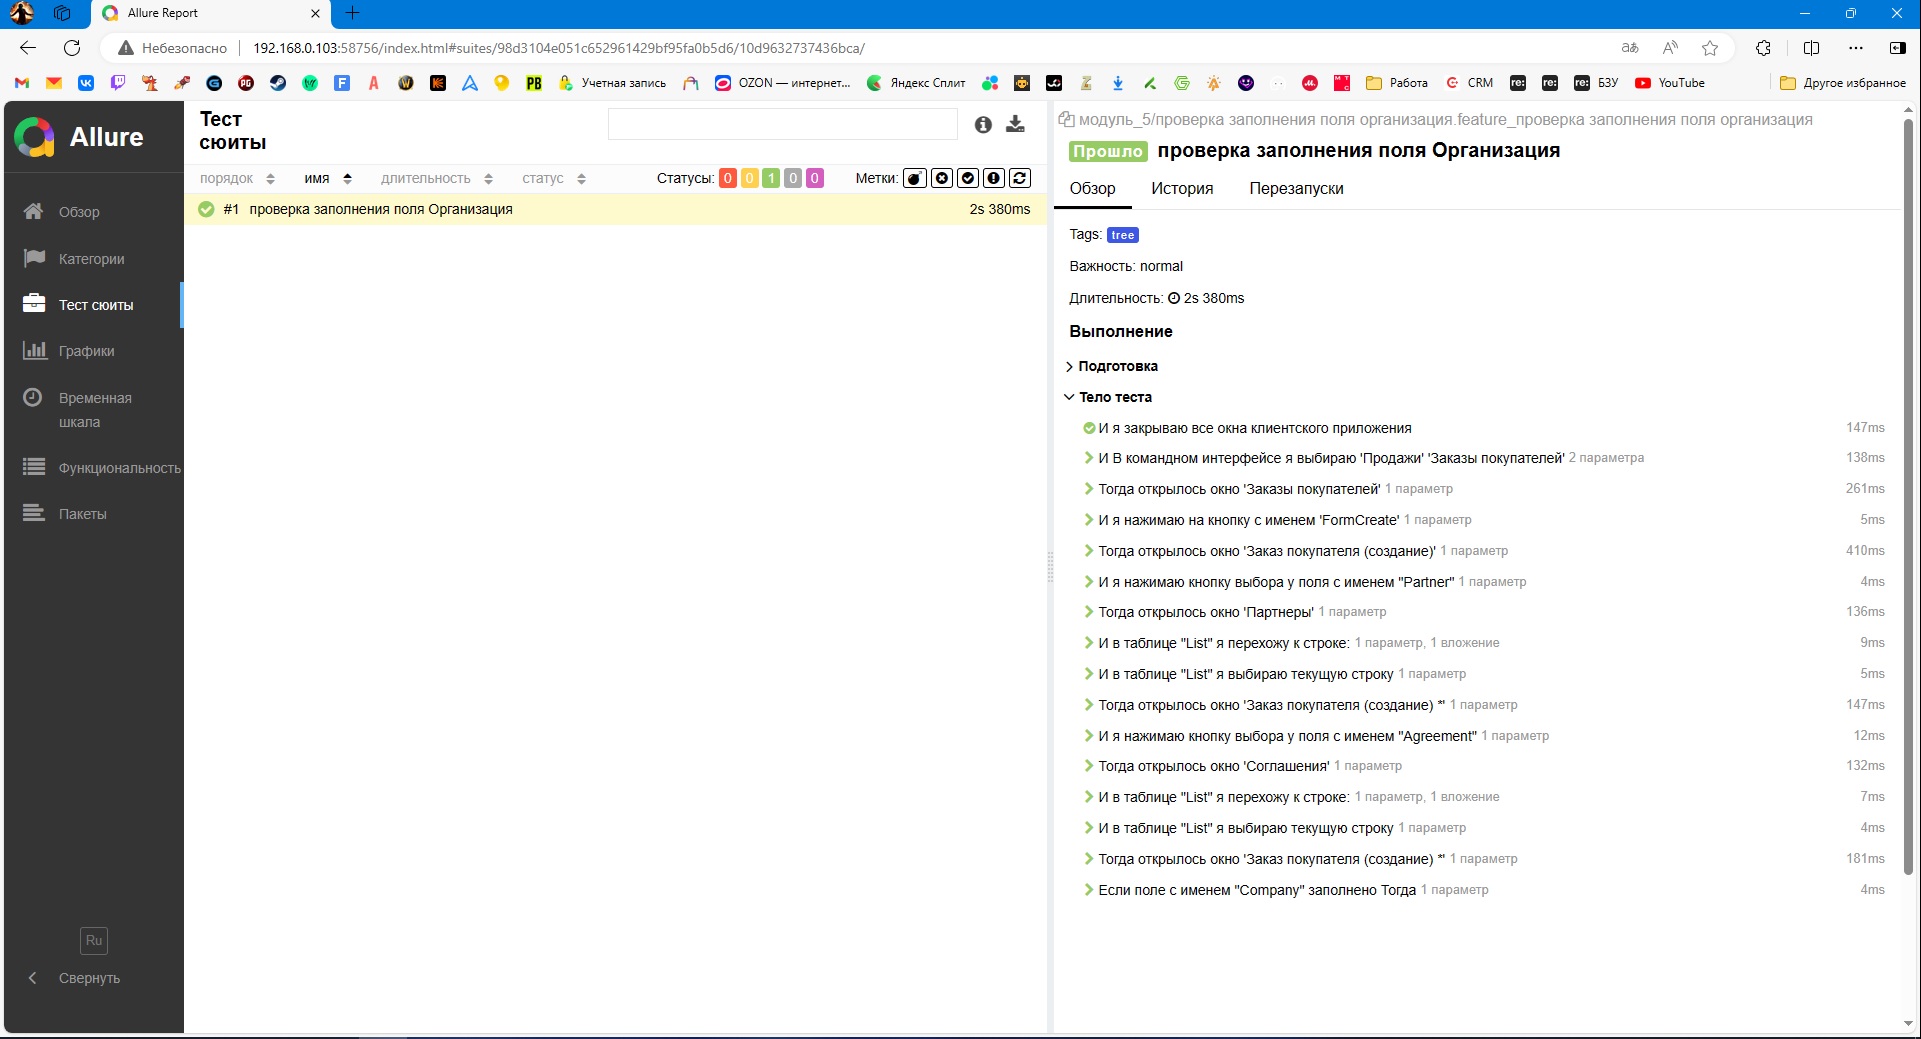 Allure Report
Небезопасно
192.168.0.103:58756/index.html#suites/98d3104e051c652961429bf95fa0b5d6/10d9632737436bca/
Учетная запись
OZON — интернет...
Яндекс Сплит
Работа
CRM
БЗУ
YouTube
Другое избранное
Allure
Обзор
Категории
Тест сюиты
Графики
Временная
шкала
Функциональность
Пакеты
Ru
Свернуть
Тест
сюиты
порядок имя длительность статус Статусы: 0 0 1 0 0 Метки:
#1 проверка заполнения поля Организация 2s 380ms
модуль_5/проверка заполнения поля организация.feature_проверка заполнения поля организация
Прошло проверка заполнения поля Организация
Обзор История Перезапуски
Tags: tree
Важность: normal
Длительность: 2s 380ms
Выполнение
Подготовка
Тело теста
И я закрываю все окна клиентского приложения 147ms
И В командном интерфейсе я выбираю 'Продажи' 'Заказы покупателей' 2 параметра 138ms
Тогда открылось окно 'Заказы покупателей' 1 параметр 261ms
И я нажимаю на кнопку с именем 'FormCreate' 1 параметр 5ms
Тогда открылось окно 'Заказ покупателя (создание)' 1 параметр 410ms
И я нажимаю кнопку выбора у поля с именем "Partner" 1 параметр 4ms
Тогда открылось окно 'Партнеры' 1 параметр 136ms
И в таблице "List" я перехожу к строке: 1 параметр, 1 вложение 9ms
И в таблице "List" я выбираю текущую строку 1 параметр 5ms
Тогда открылось окно 'Заказ покупателя (создание) *' 1 параметр 147ms
И я нажимаю кнопку выбора у поля с именем "Agreement" 1 параметр 12ms
Тогда открылось окно 'Соглашения' 1 параметр 132ms
И в таблице "List" я перехожу к строке: 1 параметр, 1 вложение 7ms
И в таблице "List" я выбираю текущую строку 1 параметр 4ms
Тогда открылось окно 'Заказ покупателя (создание) *' 1 параметр 181ms
Если поле с именем "Company" заполнено Тогда 1 параметр 4ms